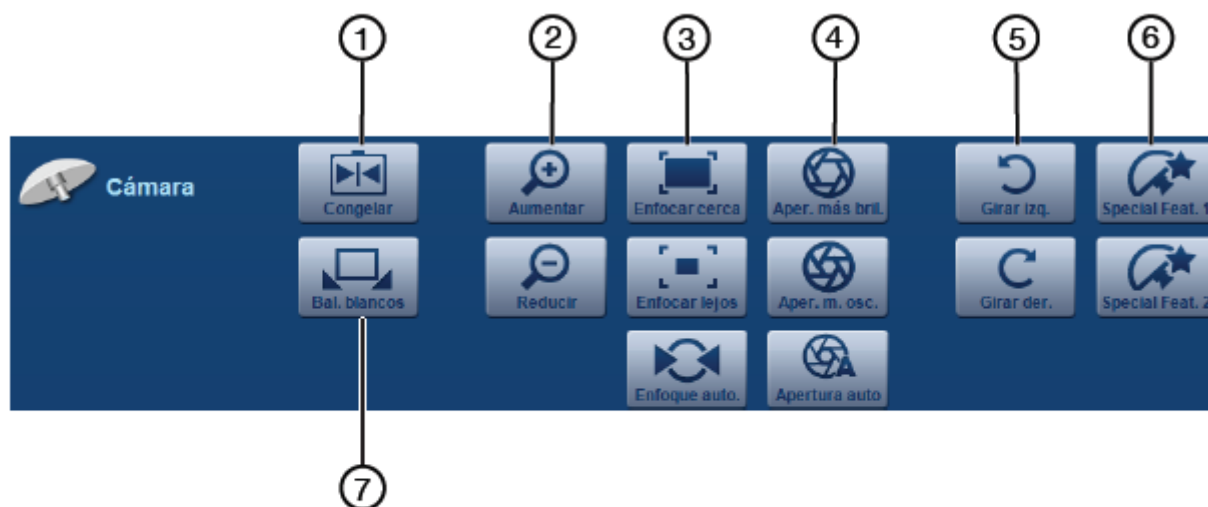 1 2 3 4 5 6
Cámara
Congelar Aumentar Enfocar cerca Aper. más bril. Girar izq. Special Feat. 1
Bal. blancos Reducir Enfocar lejos Aper. m. osc. Girar der. Special Feat. 2
Enfoque auto. Apertura auto
7